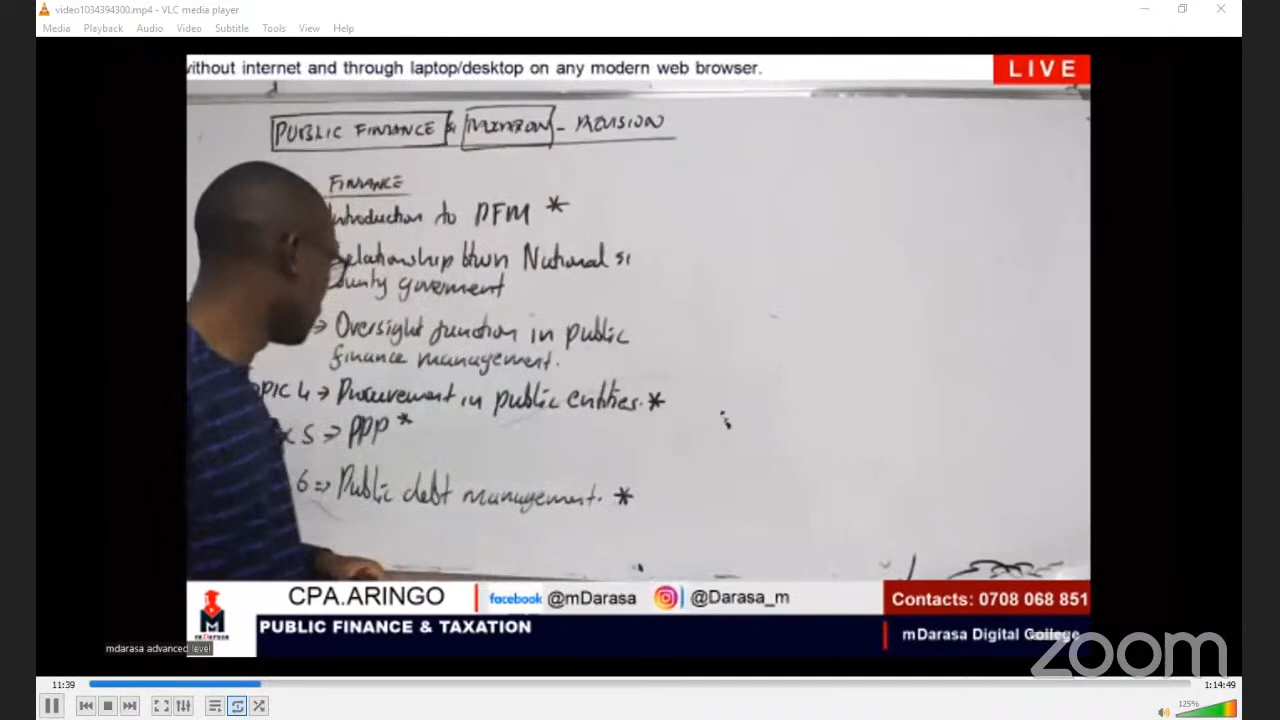 video1034394300.mp4 - VLC media player
Media Playback Audio Video Subtitle Tools View Help
ithout internet and through laptop/desktop on any modern web browser.
LIVE
PUBLIC FINANCE & TAXATION - REVISION
FINANCE
Introduction to PFM *
Relationship btwn National &
County government
→ Oversight function in public
finance management.
PIC 4 → Procurement in public entities. *
5 ⇒ PPP *
6 ⇒ Public debt management. *
CPA.ARINGO
facebook @mDarasa
@Darasa_m
Contacts: 0708 068 851
mDarasa
PUBLIC FINANCE & TAXATION
mDarasa Digital College
mdarasa advanced level
zoom
11:39
1:14:49
125%